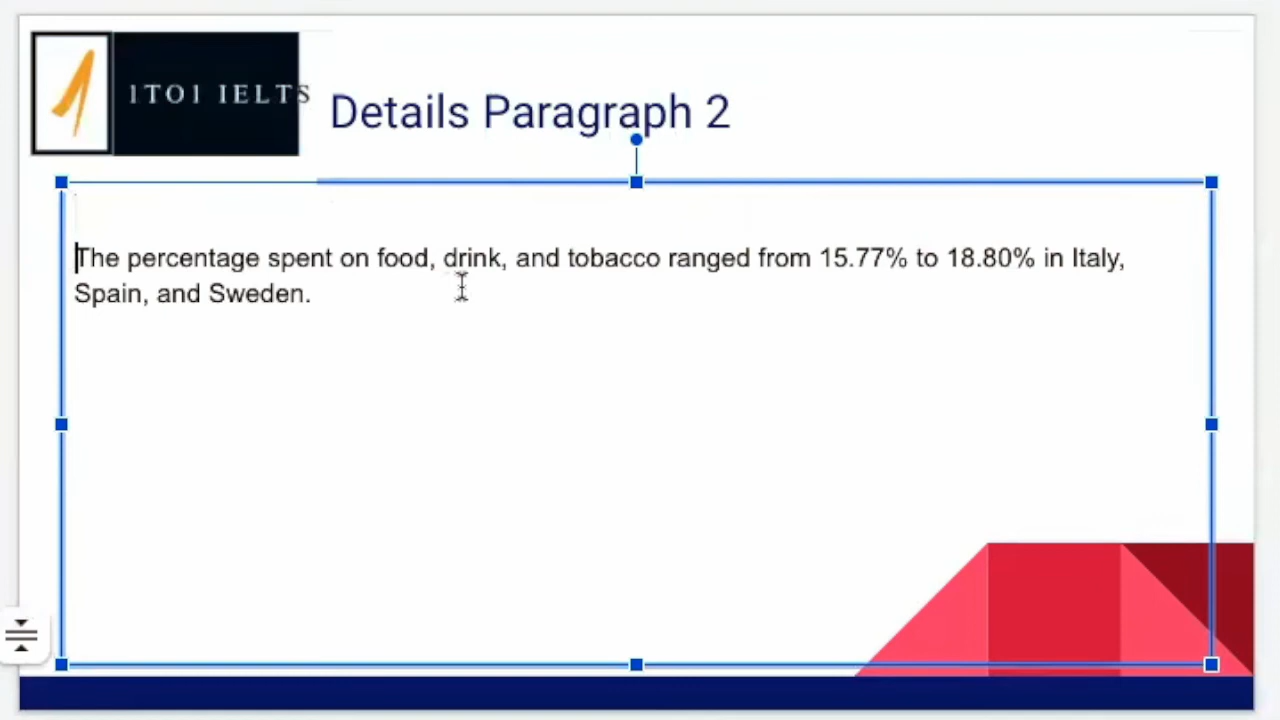 1TO1 IELTS
Details Paragraph 2
The percentage spent on food, drink, and tobacco ranged from 15.77% to 18.80% in Italy,
Spain, and Sweden.